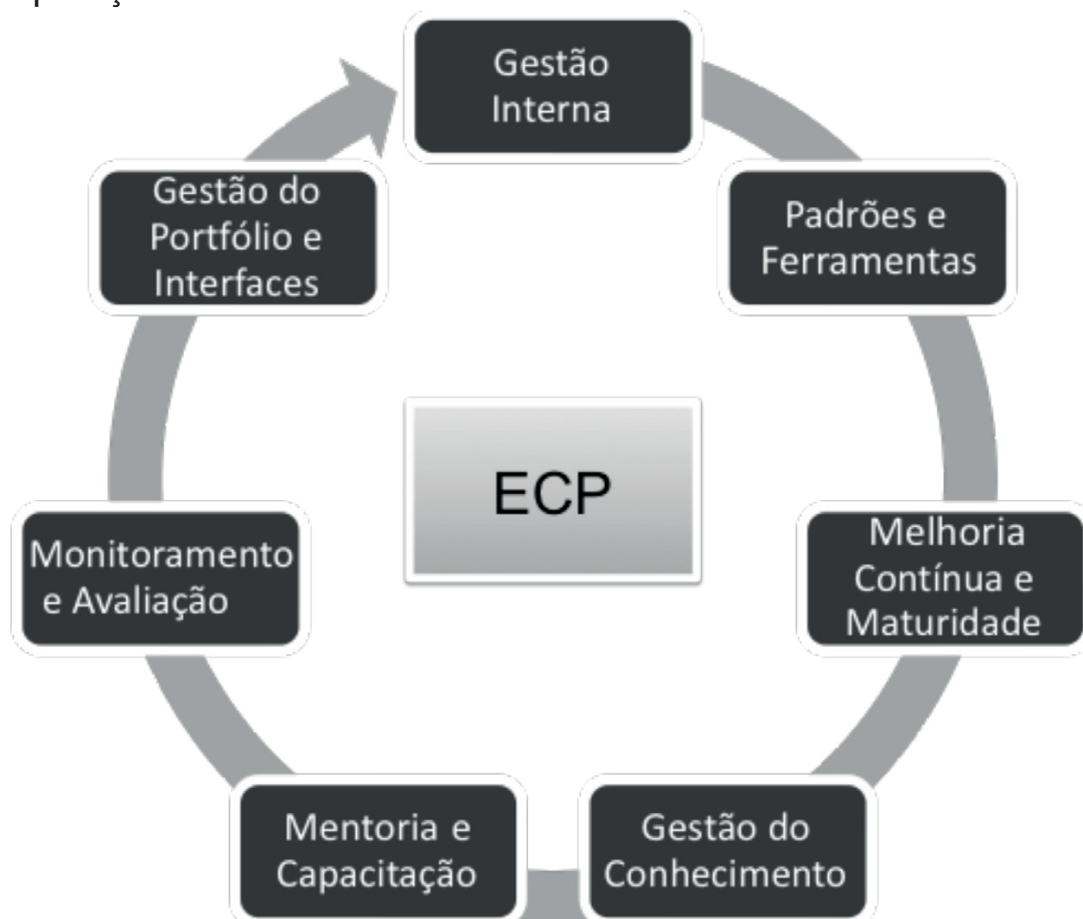 Gestão
Interna
Padrões e
Ferramentas
Melhoria
Contínua e
Maturidade
Gestão do
Conhecimento
Mentoria e
Capacitação
Monitoramento
e Avaliação
Gestão do
Portfólio e
Interfaces
ECP